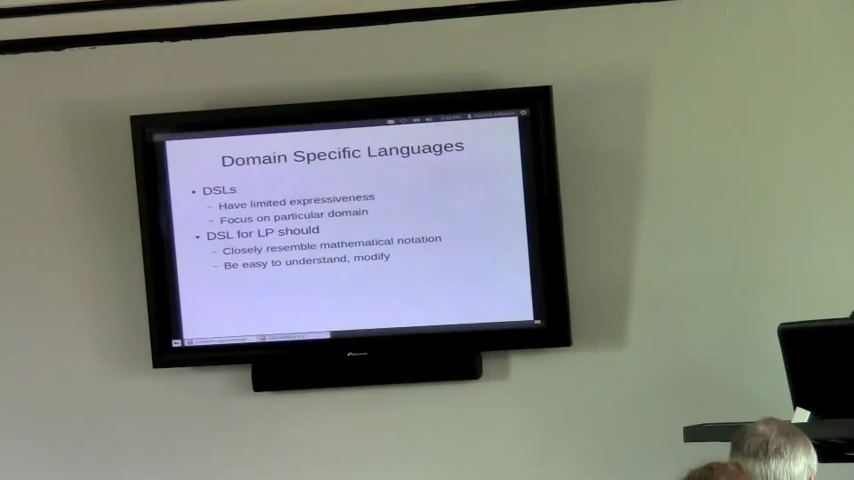 Domain Specific Languages
• DSLs
– Have limited expressiveness
– Focus on particular domain
• DSL for LP should
– Closely resemble mathematical notation
– Be easy to understand, modify
Pioneer